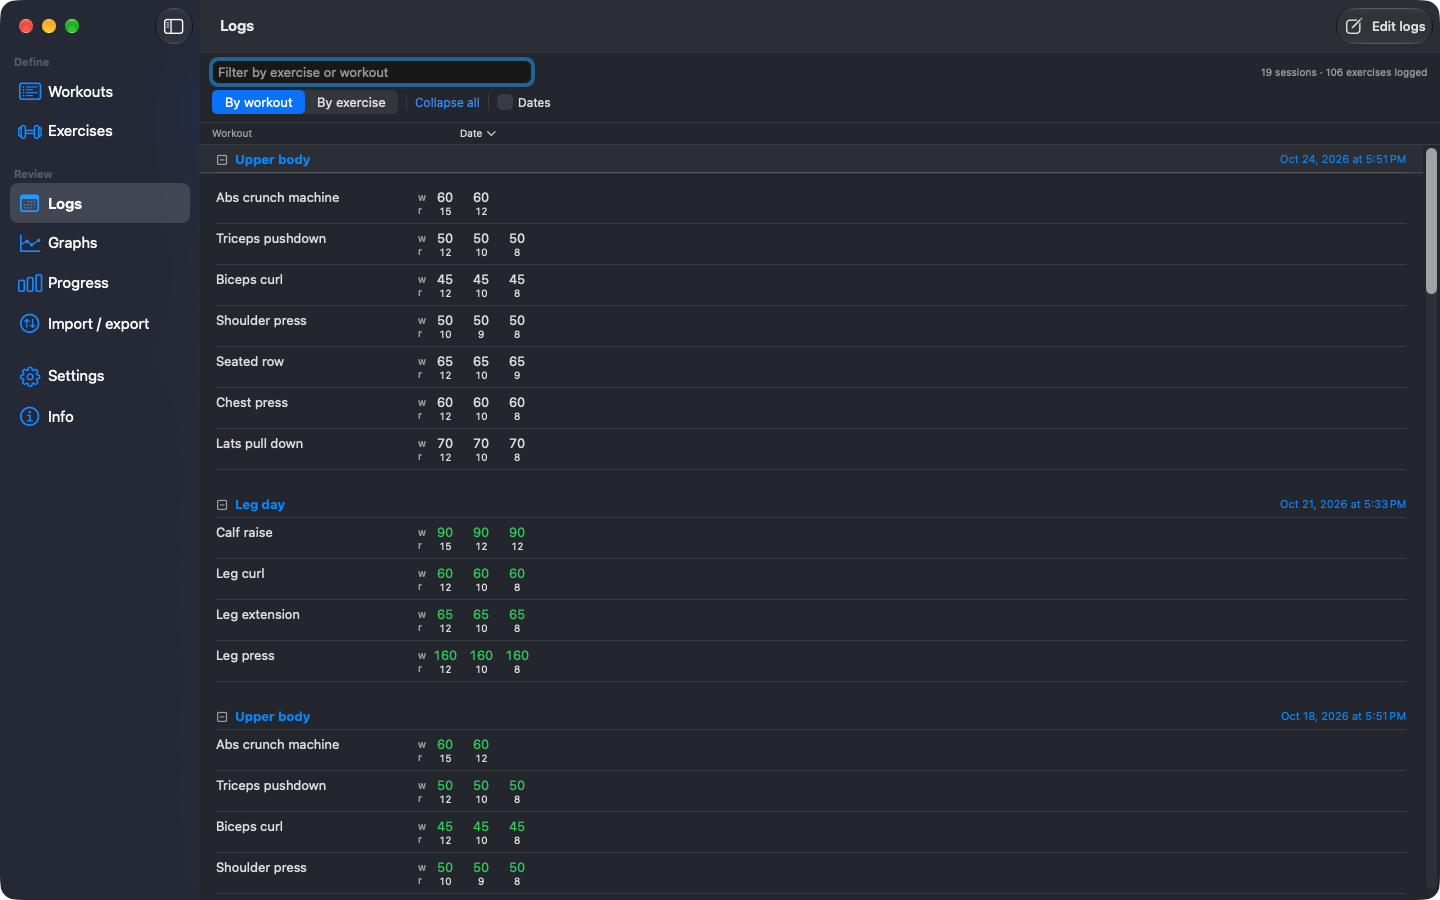 Logs
Edit logs
Define
Workouts
Exercises
Review
Logs
Graphs
Progress
Import / export
Settings
Info
Filter by exercise or workout
19 sessions · 106 exercises logged
By workout By exercise Collapse all Dates
Workout Date
Upper body Oct 24, 2026 at 5:51 PM
Abs crunch machine w 60 60
r 15 12
Triceps pushdown w 50 50 50
r 12 10 8
Biceps curl w 45 45 45
r 12 10 8
Shoulder press w 50 50 50
r 10 9 8
Seated row w 65 65 65
r 12 10 9
Chest press w 60 60 60
r 12 10 8
Lats pull down w 70 70 70
r 12 10 8
Leg day Oct 21, 2026 at 5:33 PM
Calf raise w 90 90 90
r 15 12 12
Leg curl w 60 60 60
r 12 10 8
Leg extension w 65 65 65
r 12 10 8
Leg press w 160 160 160
r 12 10 8
Upper body Oct 18, 2026 at 5:51 PM
Abs crunch machine w 60 60
r 15 12
Triceps pushdown w 50 50 50
r 12 10 8
Biceps curl w 45 45 45
r 12 10 8
Shoulder press w 50 50 50
r 10 9 8